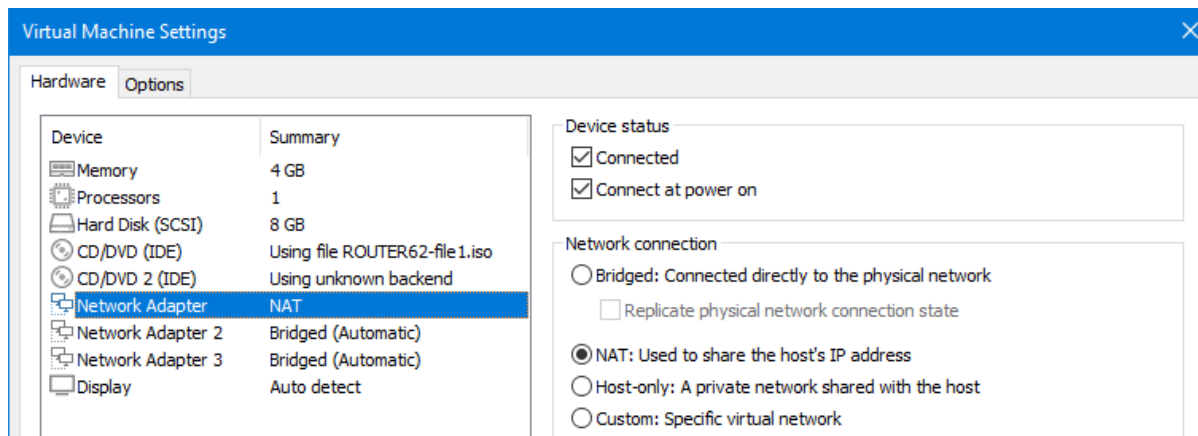 Virtual Machine Settings
Hardware Options
Device Summary
Memory 4 GB
Processors 1
Hard Disk (SCSI) 8 GB
CD/DVD (IDE) Using file ROUTER62-file1.iso
CD/DVD 2 (IDE) Using unknown backend
Network Adapter NAT
Network Adapter 2 Bridged (Automatic)
Network Adapter 3 Bridged (Automatic)
Display Auto detect
Device status
Connected
Connect at power on
Network connection
Bridged: Connected directly to the physical network
Replicate physical network connection state
NAT: Used to share the host's IP address
Host-only: A private network shared with the host
Custom: Specific virtual network